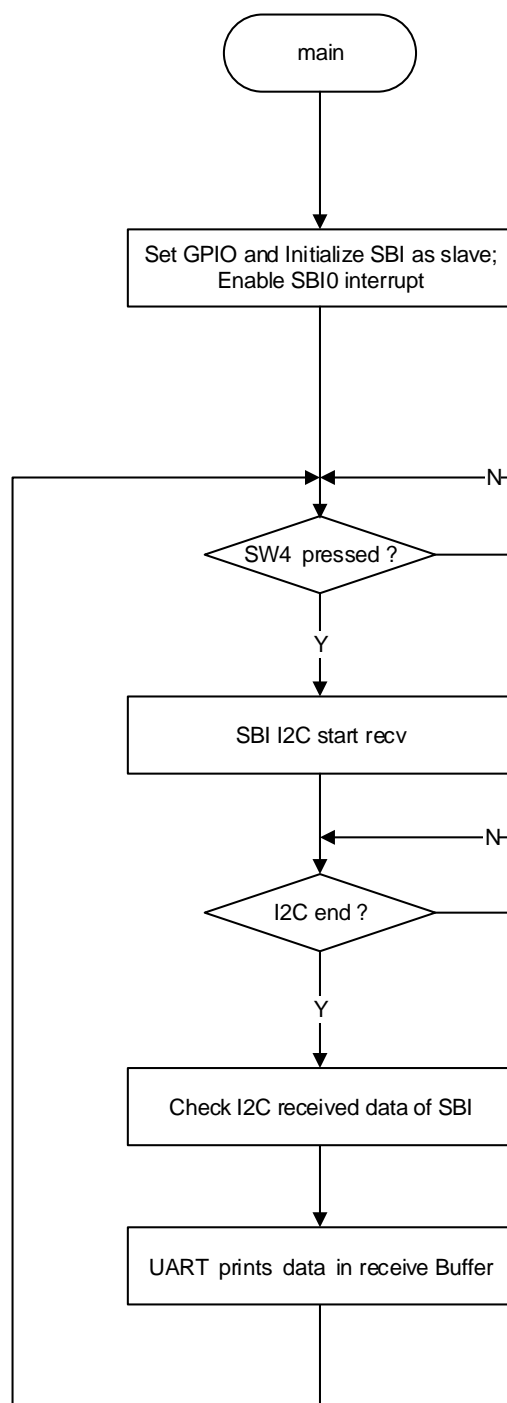 main
Set GPIO and Initialize SBI as slave;
Enable SBI0 interrupt
N
SW4 pressed ?
Y
SBI I2C start recv
N
I2C end ?
Y
Check I2C received data of SBI
UART prints data in receive Buffer